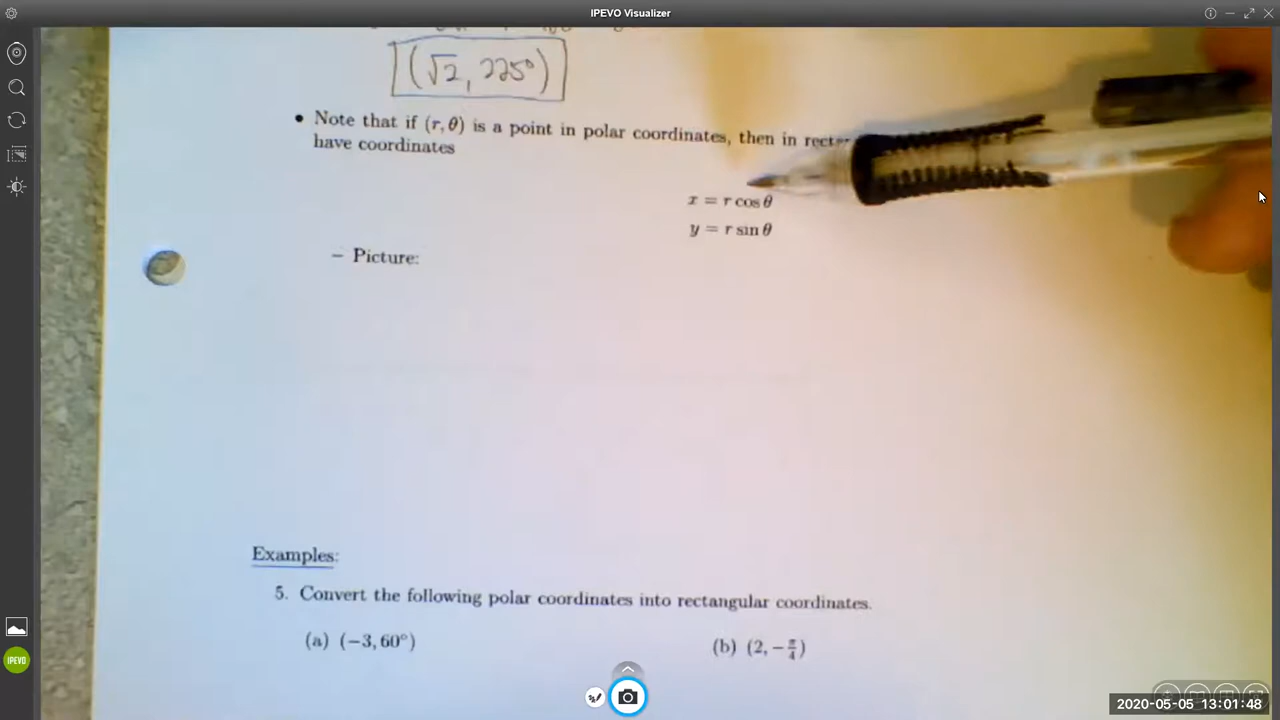 IPEVO Visualizer
(√2, 225°)
• Note that if (r, θ) is a point in polar coordinates, then in
have coordinates
x = r cos θ
y = r sin θ
– Picture:
Examples:
5. Convert the following polar coordinates into rectangular coordinates.
(a) (−3, 60°)
(b) (2, −π/4)
IPEVO
2020-05-05 13:01:48